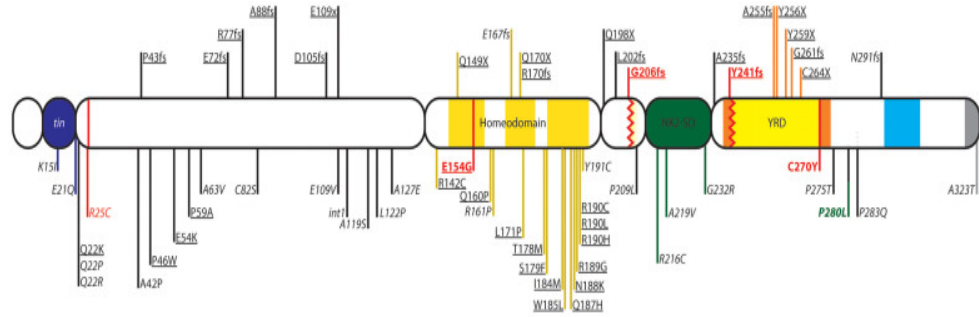 A88fs E109x A255fs Y256X
R77fs E167fs Q198X Y259X
P43fs E72fs D105fs Q149X Q170X L202fs A235fs G261fs N291fs
R170fs G206fs Y241fs C264X
tin Homeodomain NK2-SD YRD
K15I E154G Y191C C270Y
E21Q R142C P209L G232R P275T A323T
A63V C82S E109V A127E Q160P
R25C P59A int1 L122P R161P R190C A219V P280L P283Q
A119S R190L
L171P
E54K R190H
Q22K T178M
Q22P P46W S179F R189G R216C
Q22R A42P I184M N188K
W185L Q187H